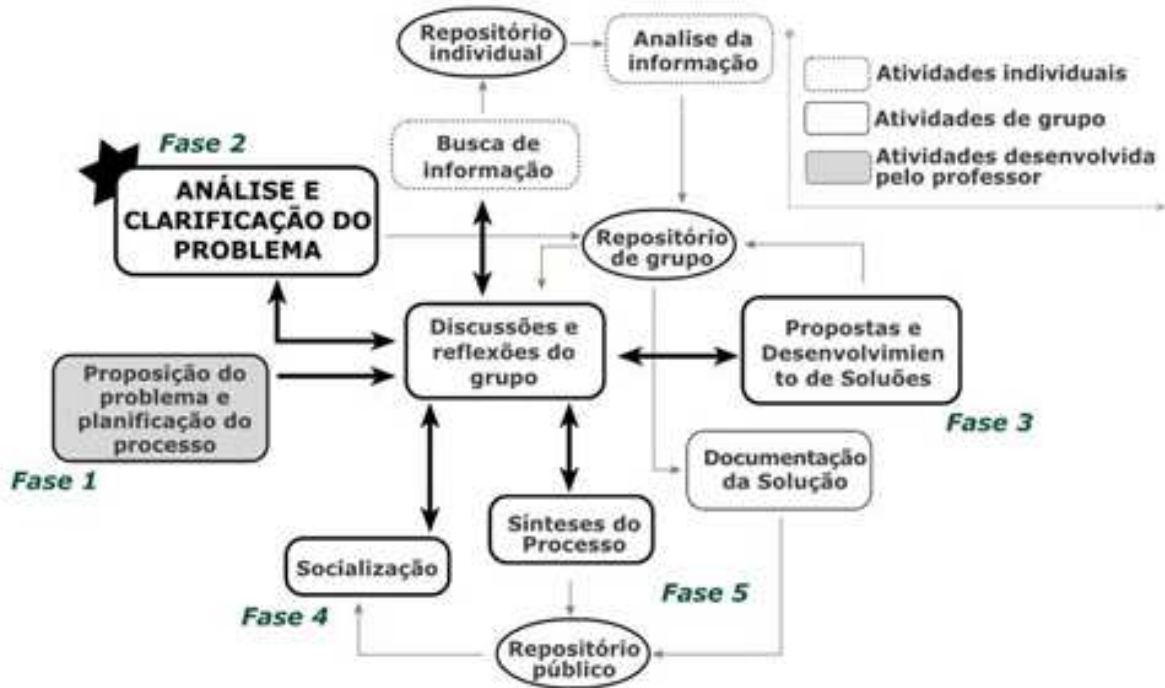 Repositório
individual
Analise da
informação
Atividades individuais
Atividades de grupo
Atividades desenvolvida
pelo professor
Fase 2
Busca de
informação
ANÁLISE E
CLARIFICAÇÃO DO
PROBLEMA
Repositório
de grupo
Discussões e
reflexões do
grupo
Propostas e
Desenvolvimien
to de Soluões
Fase 3
Proposição do
problema e
planificação do
processo
Fase 1
Documentação
da Solução
Sínteses do
Processo
Socialização
Fase 4
Fase 5
Repositório
público